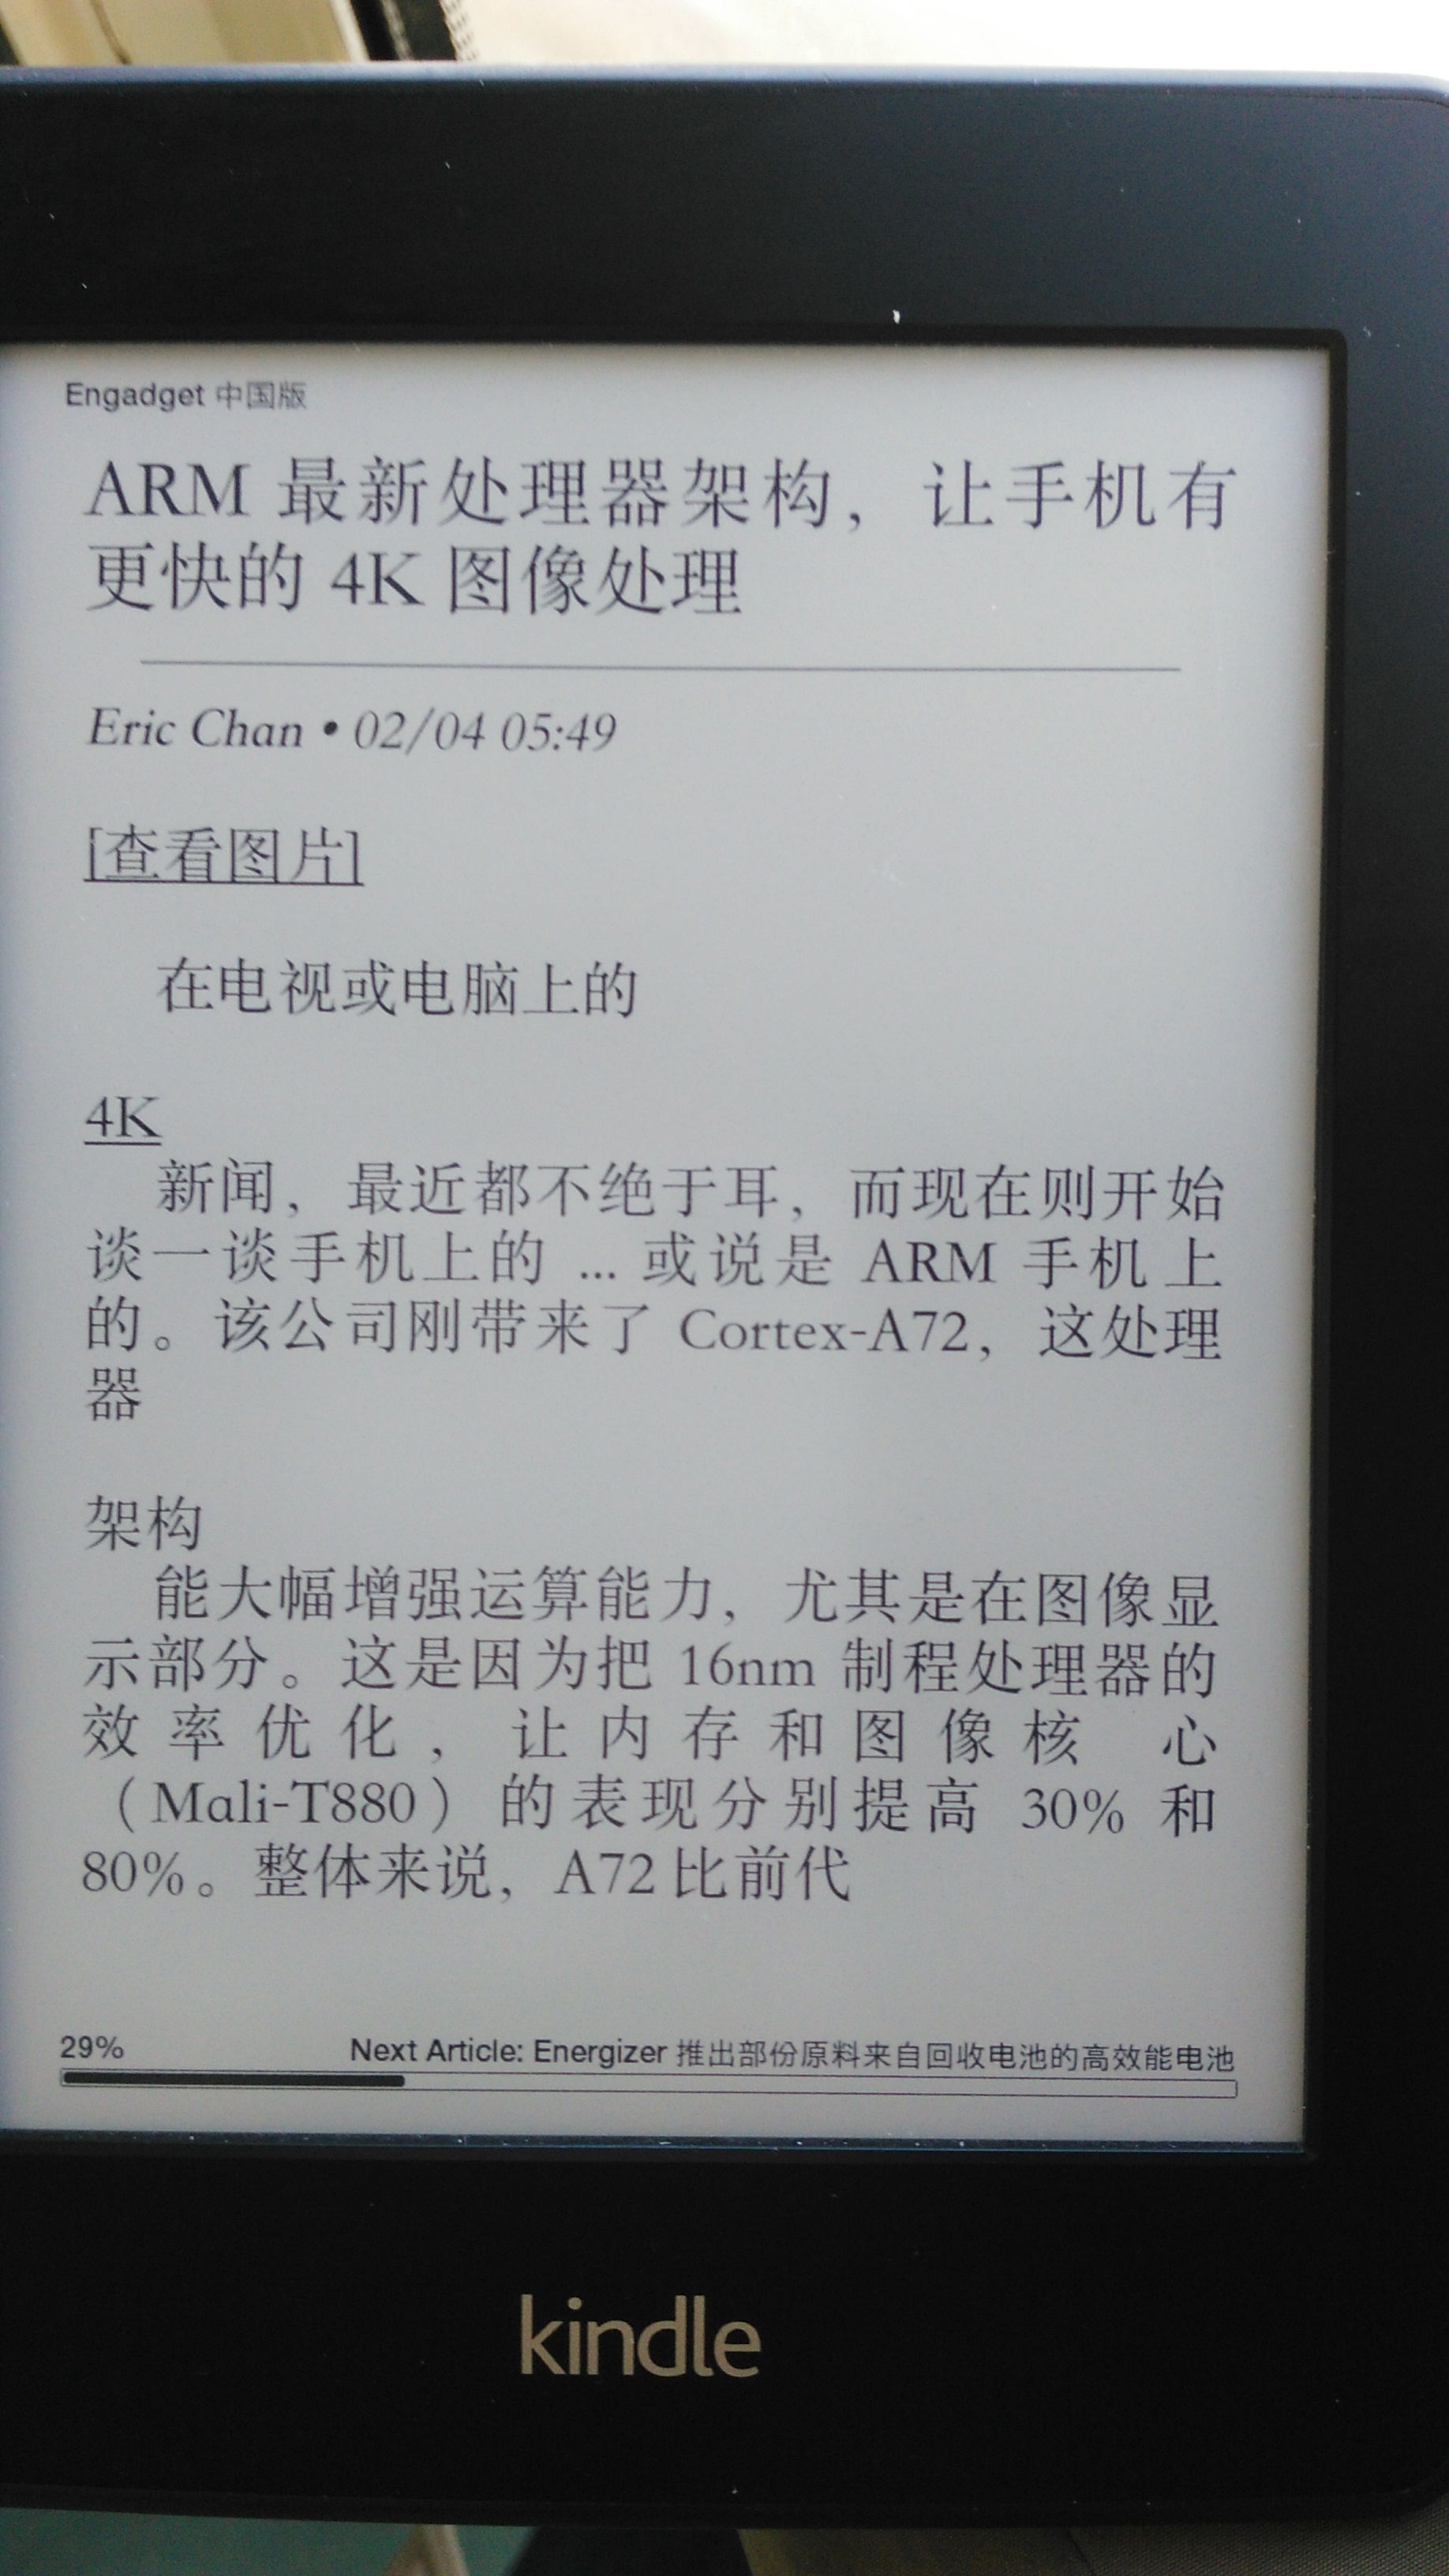 Engadget 中国版
ARM 最新处理器架构，让手机有
更快的 4K 图像处理
Eric Chan • 02/04 05:49
[查看图片]
在电视或电脑上的
4K
新闻，最近都不绝于耳，而现在则开始
谈一谈手机上的 ... 或说是 ARM 手机上
的。该公司刚带来了 Cortex-A72，这处理
器
架构
能大幅增强运算能力，尤其是在图像显
示部分。这是因为把 16nm 制程处理器的
效率优化，让内存和图像核 心
（Mali-T880）的表现分别提高 30% 和
80%。整体来说，A72 比前代
29% Next Article: Energizer 推出部份原料来自回收电池的高效能电池
kindle